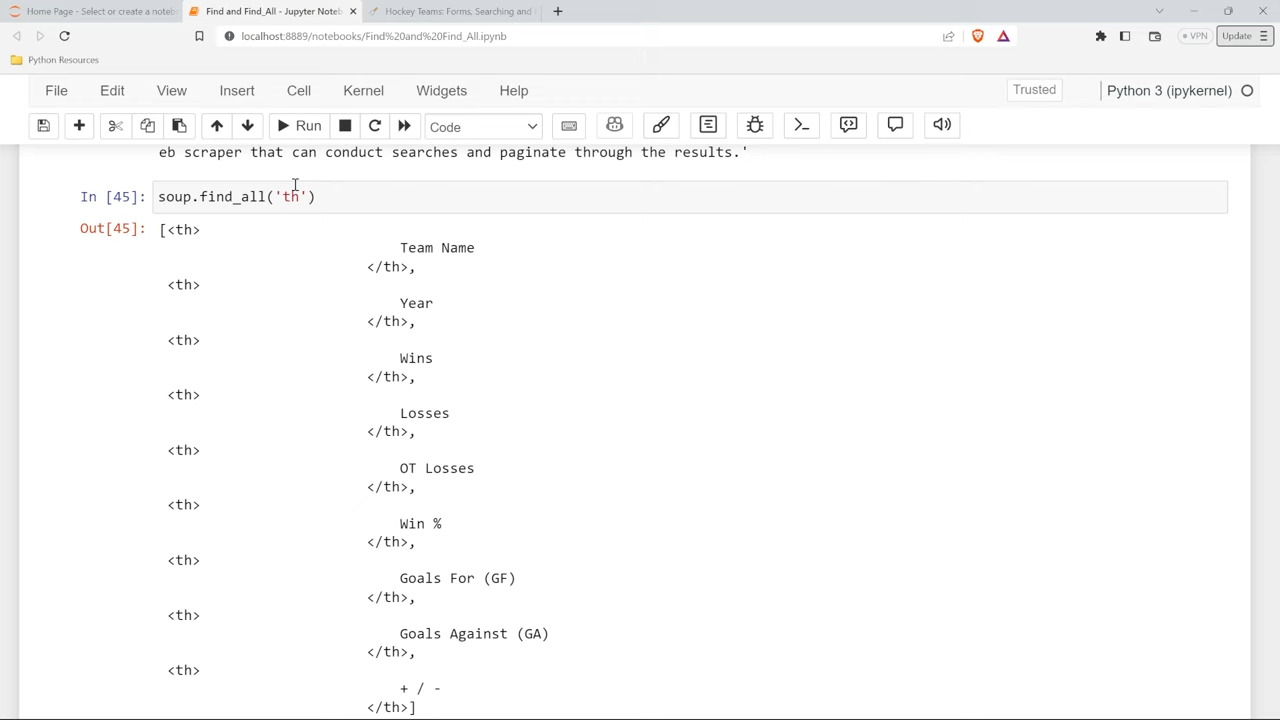 Home Page - Select or create a noteb
Find and Find_All - Jupyter Noteb
Hockey Teams: Forms, Searching and
localhost:8889/notebooks/Find%20and%20Find_All.ipynb
VPN
Update
Python Resources
File Edit View Insert Cell Kernel Widgets Help
Trusted
Python 3 (ipykernel)
Run
Code
eb scraper that can conduct searches and paginate through the results.'
In [45]: soup.find_all('th')
Out[45]: [<th>
Team Name
</th>,
<th>
Year
</th>,
<th>
Wins
</th>,
<th>
Losses
</th>,
<th>
OT Losses
</th>,
<th>
Win %
</th>,
<th>
Goals For (GF)
</th>,
<th>
Goals Against (GA)
</th>,
<th>
+ / -
</th>]